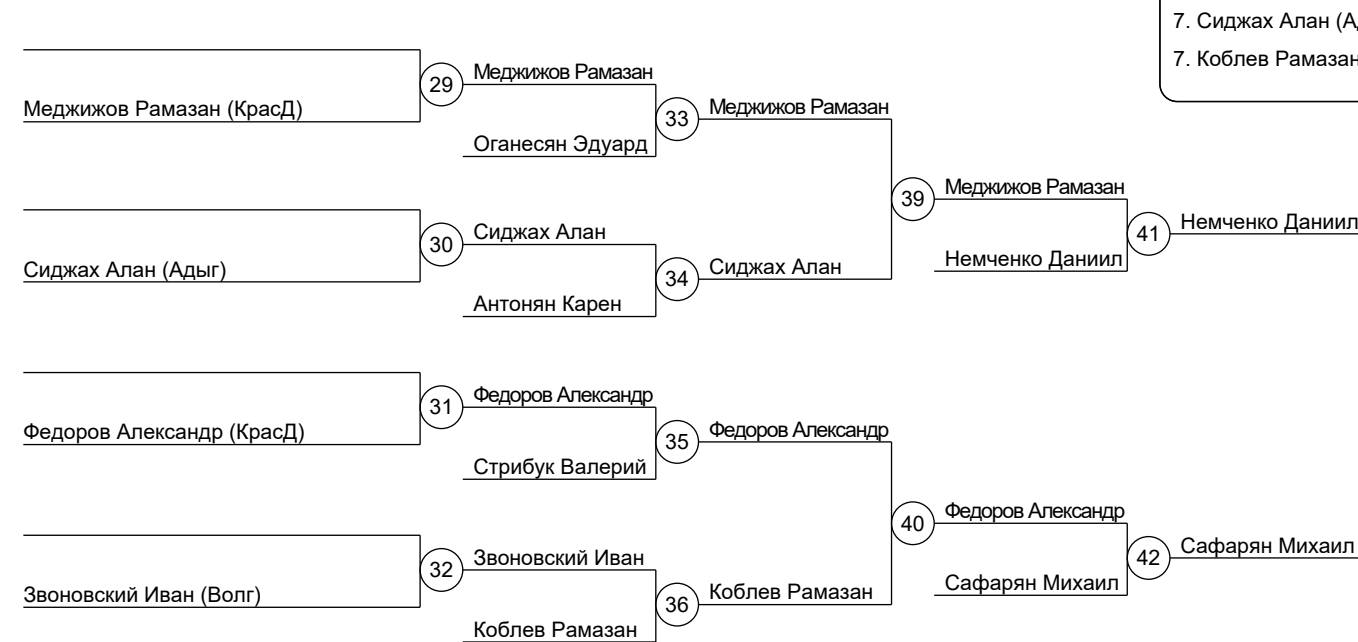 7. Сиджах Алан (А
7. Коблев Рамазан
29
Меджижов Рамазан
Меджижов Рамазан (КрасД)
33
Меджижов Рамазан
Оганесян Эдуард
39
Меджижов Рамазан
30
Сиджах Алан
Сиджах Алан (Адыг)
34
Сиджах Алан
Антонян Карен
41
Немченко Даниил
Немченко Даниил
31
Федоров Александр
Федоров Александр (КрасД)
35
Федоров Александр
Стрибук Валерий
40
Федоров Александр
32
Звоновский Иван
Звоновский Иван (Волг)
36
Коблев Рамазан
Коблев Рамазан
42
Сафарян Михаил
Сафарян Михаил